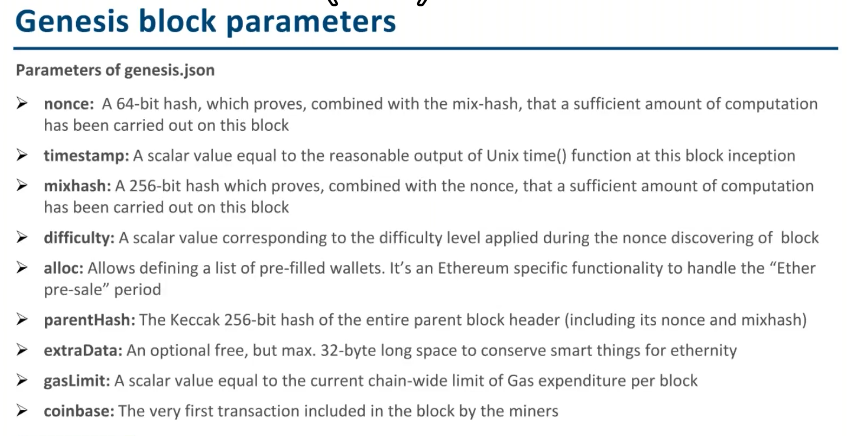 Genesis block parameters
Parameters of genesis.json
➢ nonce: A 64-bit hash, which proves, combined with the mix-hash, that a sufficient amount of computation
has been carried out on this block
➢ timestamp: A scalar value equal to the reasonable output of Unix time() function at this block inception
➢ mixhash: A 256-bit hash which proves, combined with the nonce, that a sufficient amount of computation
has been carried out on this block
➢ difficulty: A scalar value corresponding to the difficulty level applied during the nonce discovering of block
➢ alloc: Allows defining a list of pre-filled wallets. It’s an Ethereum specific functionality to handle the “Ether
pre-sale” period
➢ parentHash: The Keccak 256-bit hash of the entire parent block header (including its nonce and mixhash)
➢ extraData: An optional free, but max. 32-byte long space to conserve smart things for ethernity
➢ gasLimit: A scalar value equal to the current chain-wide limit of Gas expenditure per block
➢ coinbase: The very first transaction included in the block by the miners